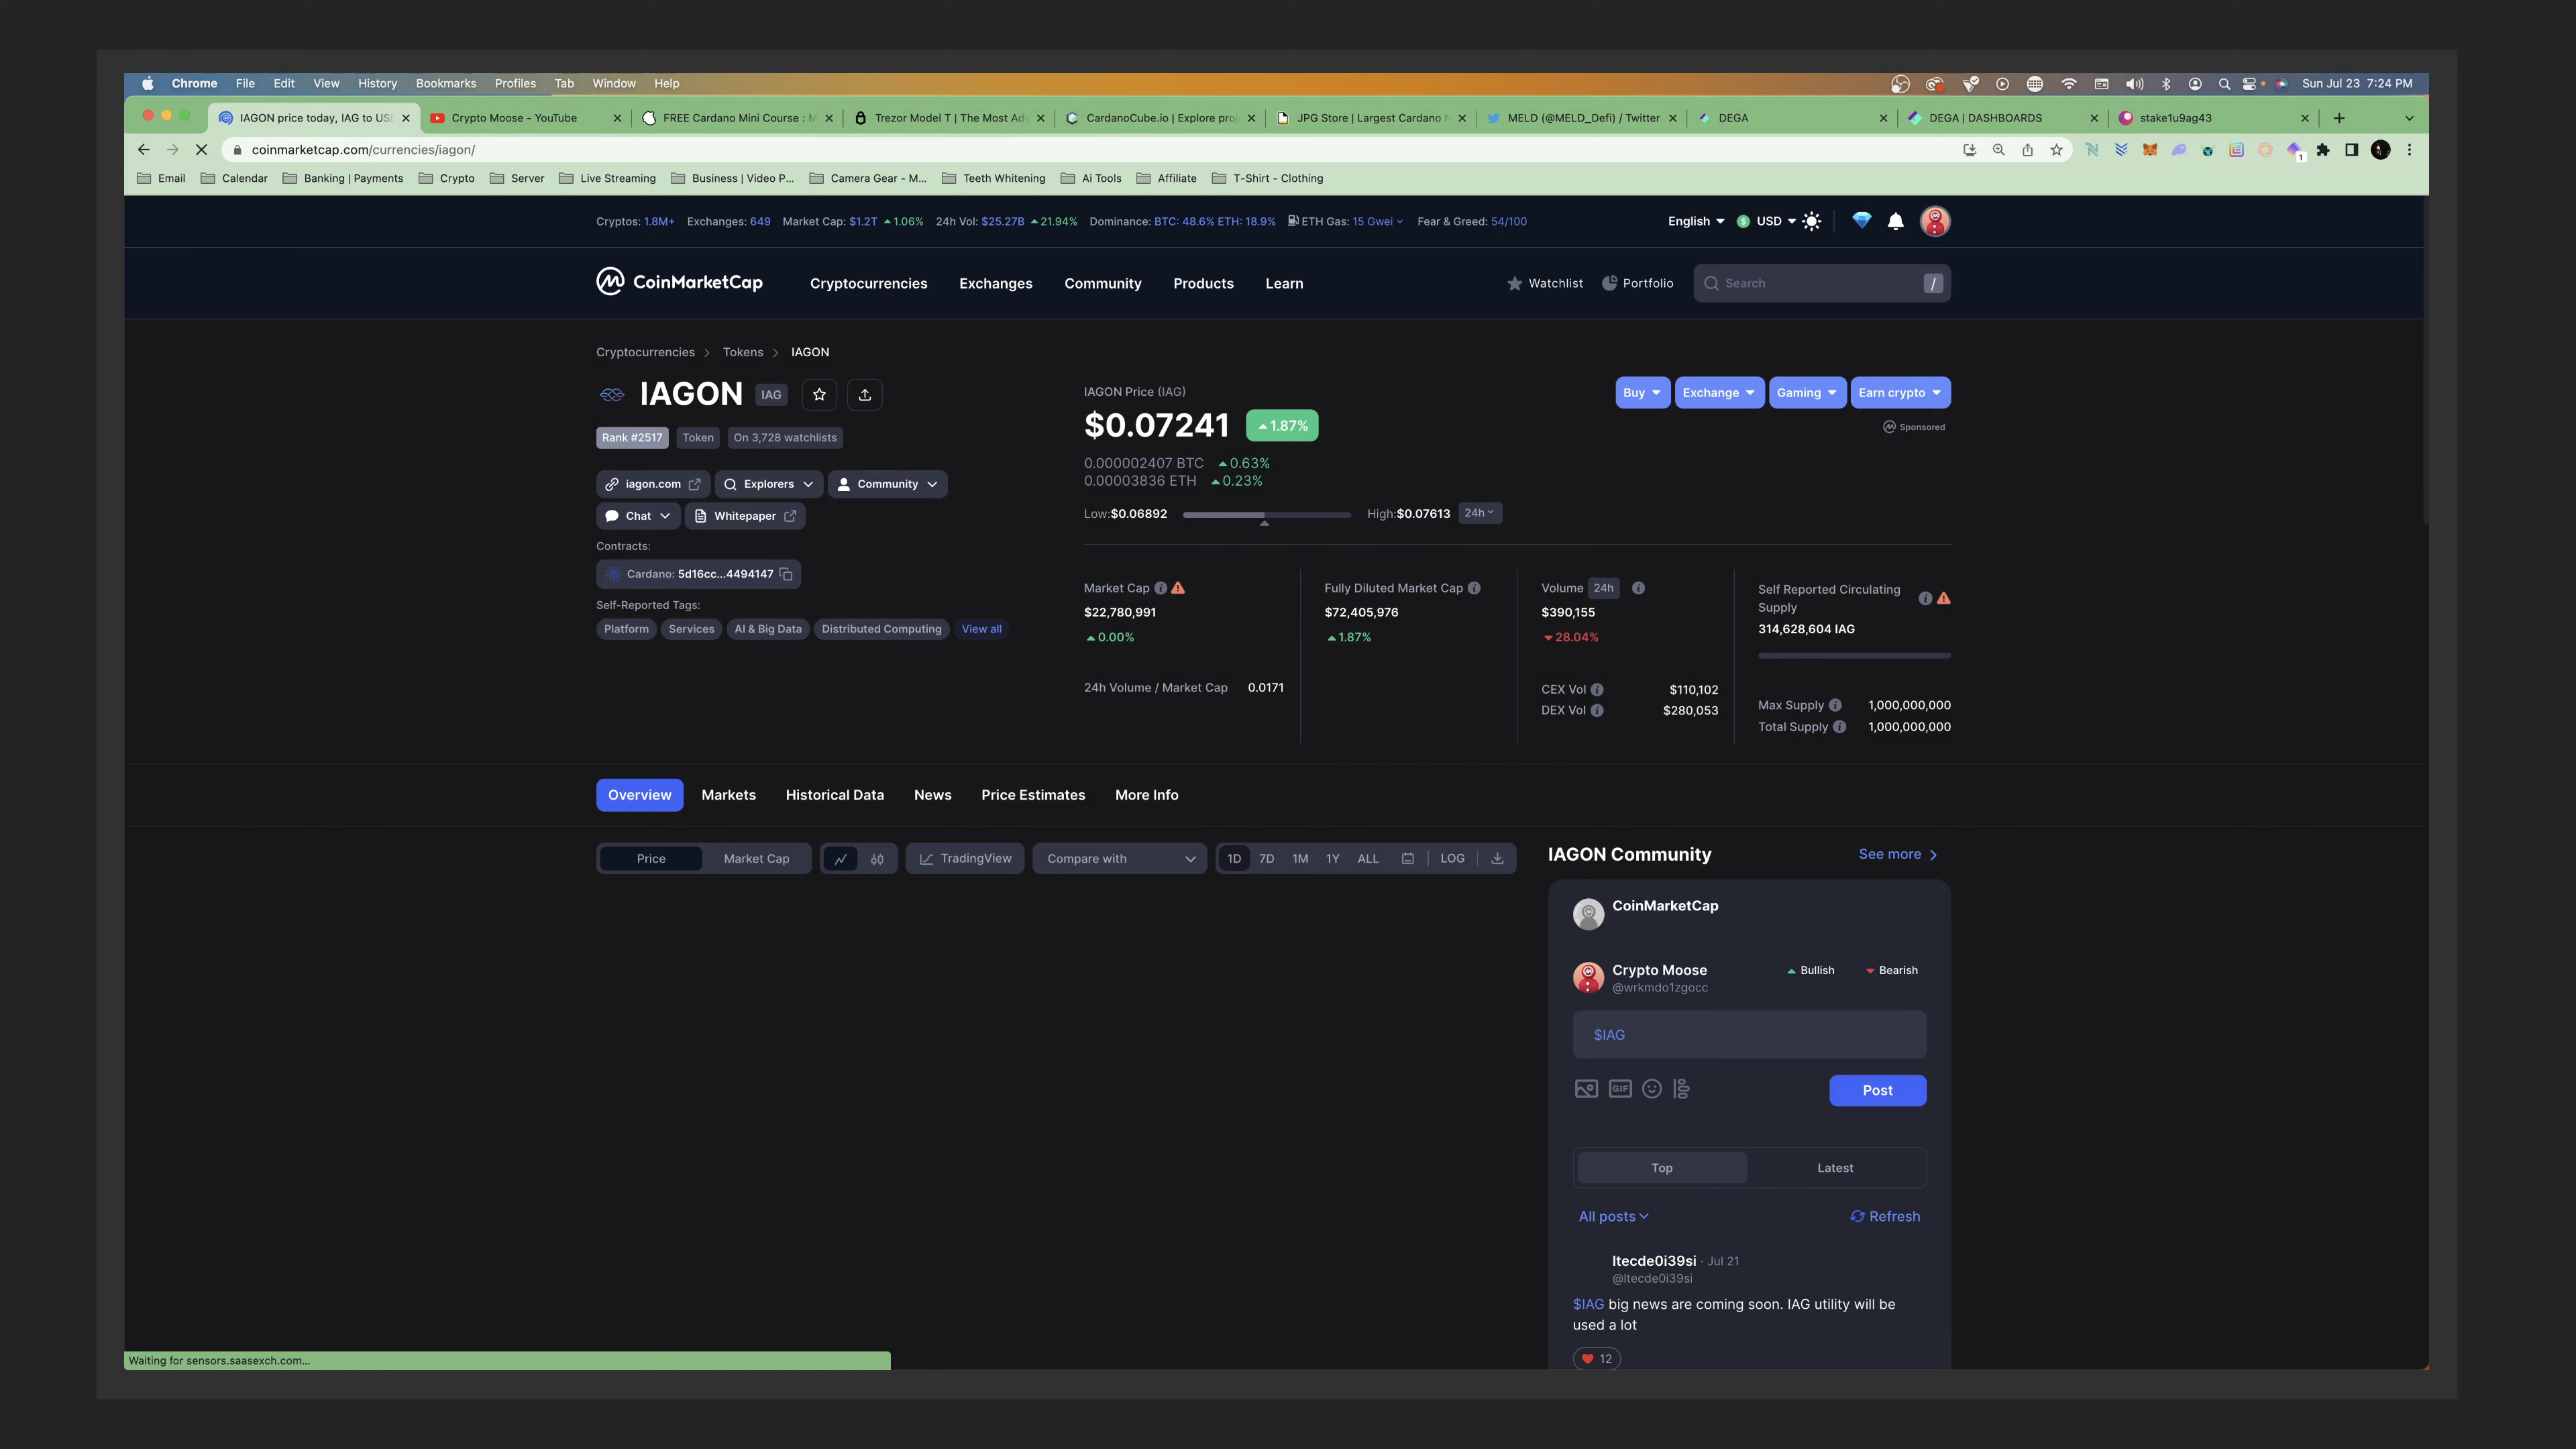 Chrome File Edit View History Bookmarks Profiles Tab Window Help
Sun Jul 23 7:24 PM
IAGON price today, IAG to US
Crypto Moose - YouTube
FREE Cardano Mini Course : M
Trezor Model T | The Most Adv
CardanoCube.io | Explore proj
JPG Store | Largest Cardano N
MELD (@MELD_Defi) / Twitter
DEGA
DEGA | DASHBOARDS
stake1u9ag43
coinmarketcap.com/currencies/iagon/
1
Email Calendar Banking | Payments Crypto Server Live Streaming Business | Video P... Camera Gear - M... Teeth Whitening Ai Tools Affiliate T-Shirt - Clothing
Cryptos: 1.8M+ Exchanges: 649 Market Cap: $1.2T 1.06% 24h Vol: $25.27B 21.94% Dominance: BTC: 48.6% ETH: 18.9% ETH Gas: 15 Gwei Fear & Greed: 54/100
English USD
CoinMarketCap Cryptocurrencies Exchanges Community Products Learn
Watchlist Portfolio Search /
Cryptocurrencies > Tokens > IAGON
IAGON IAG
Rank #2517 Token On 3,728 watchlists
iagon.com Explorers Community
Chat Whitepaper
Contracts:
Cardano: 5d16cc...4494147
Self-Reported Tags:
Platform Services AI & Big Data Distributed Computing View all
IAGON Price (IAG)
$0.07241 1.87%
0.000002407 BTC 0.63%
0.00003836 ETH 0.23%
Low:$0.06892 High:$0.07613 24h
Buy Exchange Gaming Earn crypto
Sponsored
Market Cap
$22,780,991
0.00%
24h Volume / Market Cap 0.0171
Fully Diluted Market Cap
$72,405,976
1.87%
Volume 24h
$390,155
28.04%
CEX Vol $110,102
DEX Vol $280,053
Self Reported Circulating
Supply
314,628,604 IAG
Max Supply 1,000,000,000
Total Supply 1,000,000,000
Overview Markets Historical Data News Price Estimates More Info
Price Market Cap TradingView Compare with 1D 7D 1M 1Y ALL LOG
IAGON Community See more
CoinMarketCap
Crypto Moose Bullish Bearish
@wrkmdo1zgocc
$IAG
GIF
Post
Top Latest
All posts Refresh
ltecde0i39si · Jul 21
@ltecde0i39si
$IAG big news are coming soon. IAG utility will be
used a lot
12
Waiting for sensors.saasexch.com...